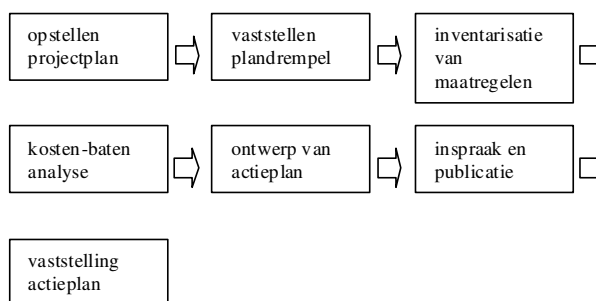 opstellen
projectplan
vaststellen
plandrempel
inventarisatie
van
maatregelen
kosten-baten
analyse
ontwerp van
actieplan
inspraak en
publicatie
vaststelling
actieplan